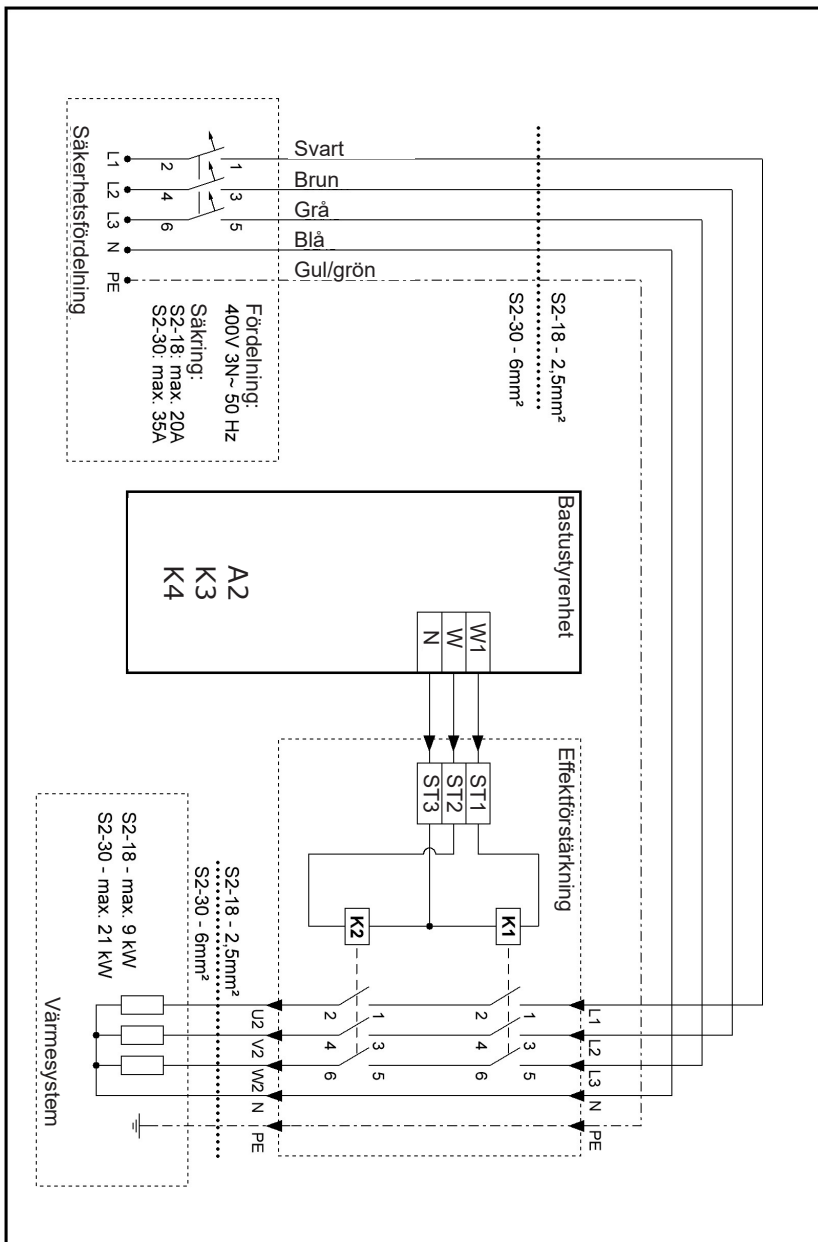 Säkerhetsfördelning
L1
L2
L3
N
PE
2
4
6
1
3
5
Svart
Brun
Grå
Blå
Gul/grön
Fördelning:
400V 3N~ 50 Hz
Säkring:
S2-18: max. 20A
S2-30: max. 35A
S2-18 - 2,5mm²
S2-30 - 6mm²
Bastustyrenhet
A2
K3
K4
W1
W
N
Effektförstärkning
ST1
ST2
ST3
K1
K2
1
3
5
2
4
6
1
3
5
2
4
6
L1
L2
L3
N
PE
U2
V2
W2
N
PE
S2-18 - 2,5mm²
S2-30 - 6mm²
S2-18 - max. 9 kW
S2-30 - max. 21 kW
Värmesystem